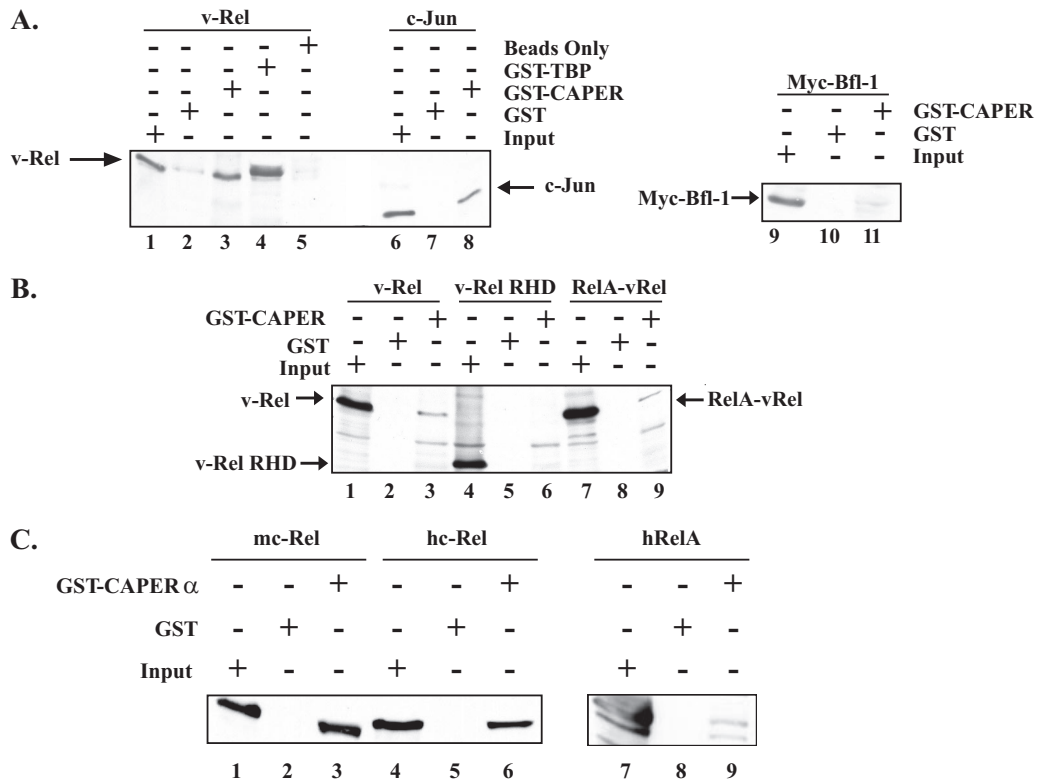 A.
v-Rel
c-Jun
- - - - + - - - Beads Only
- - - + - - - - GST-TBP
- - + - - - - + GST-CAPER
- + - - - - + - GST
+ - - - - + - - Input
v-Rel
c-Jun
1 2 3 4 5 6 7 8
Myc-Bfl-1
- - + GST-CAPER
- + - GST
+ - - Input
Myc-Bfl-1
9 10 11
B.
v-Rel v-Rel RHD RelA-vRel
GST-CAPER - - + - - + - - +
GST - + - - + - - + -
Input + - - + - - + - -
v-Rel
RelA-vRel
v-Rel RHD
1 2 3 4 5 6 7 8 9
C.
mc-Rel hc-Rel hRelA
GST-CAPER α - - + - - + - - +
GST - + - - + - - + -
Input + - - + - - + - -
1 2 3 4 5 6 7 8 9